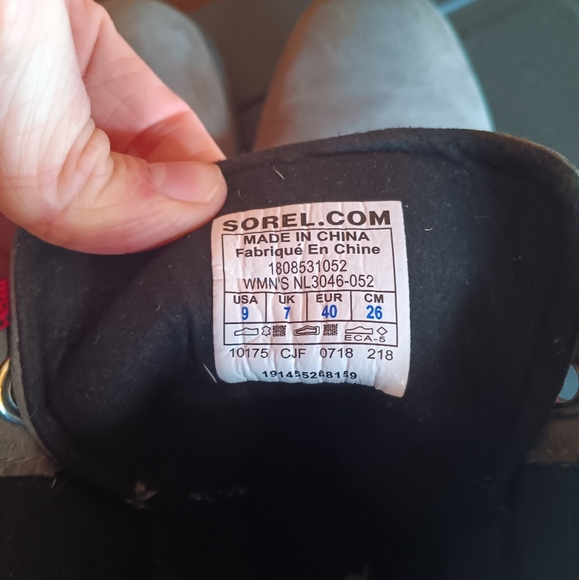 SOREL.COM
MADE IN CHINA
Fabriqué En Chine
1808531052
WMN'S NL3046-052
USA UK EUR CM
9 7 40 26
ECA-5
10175 CJF 0718 218
191455268159